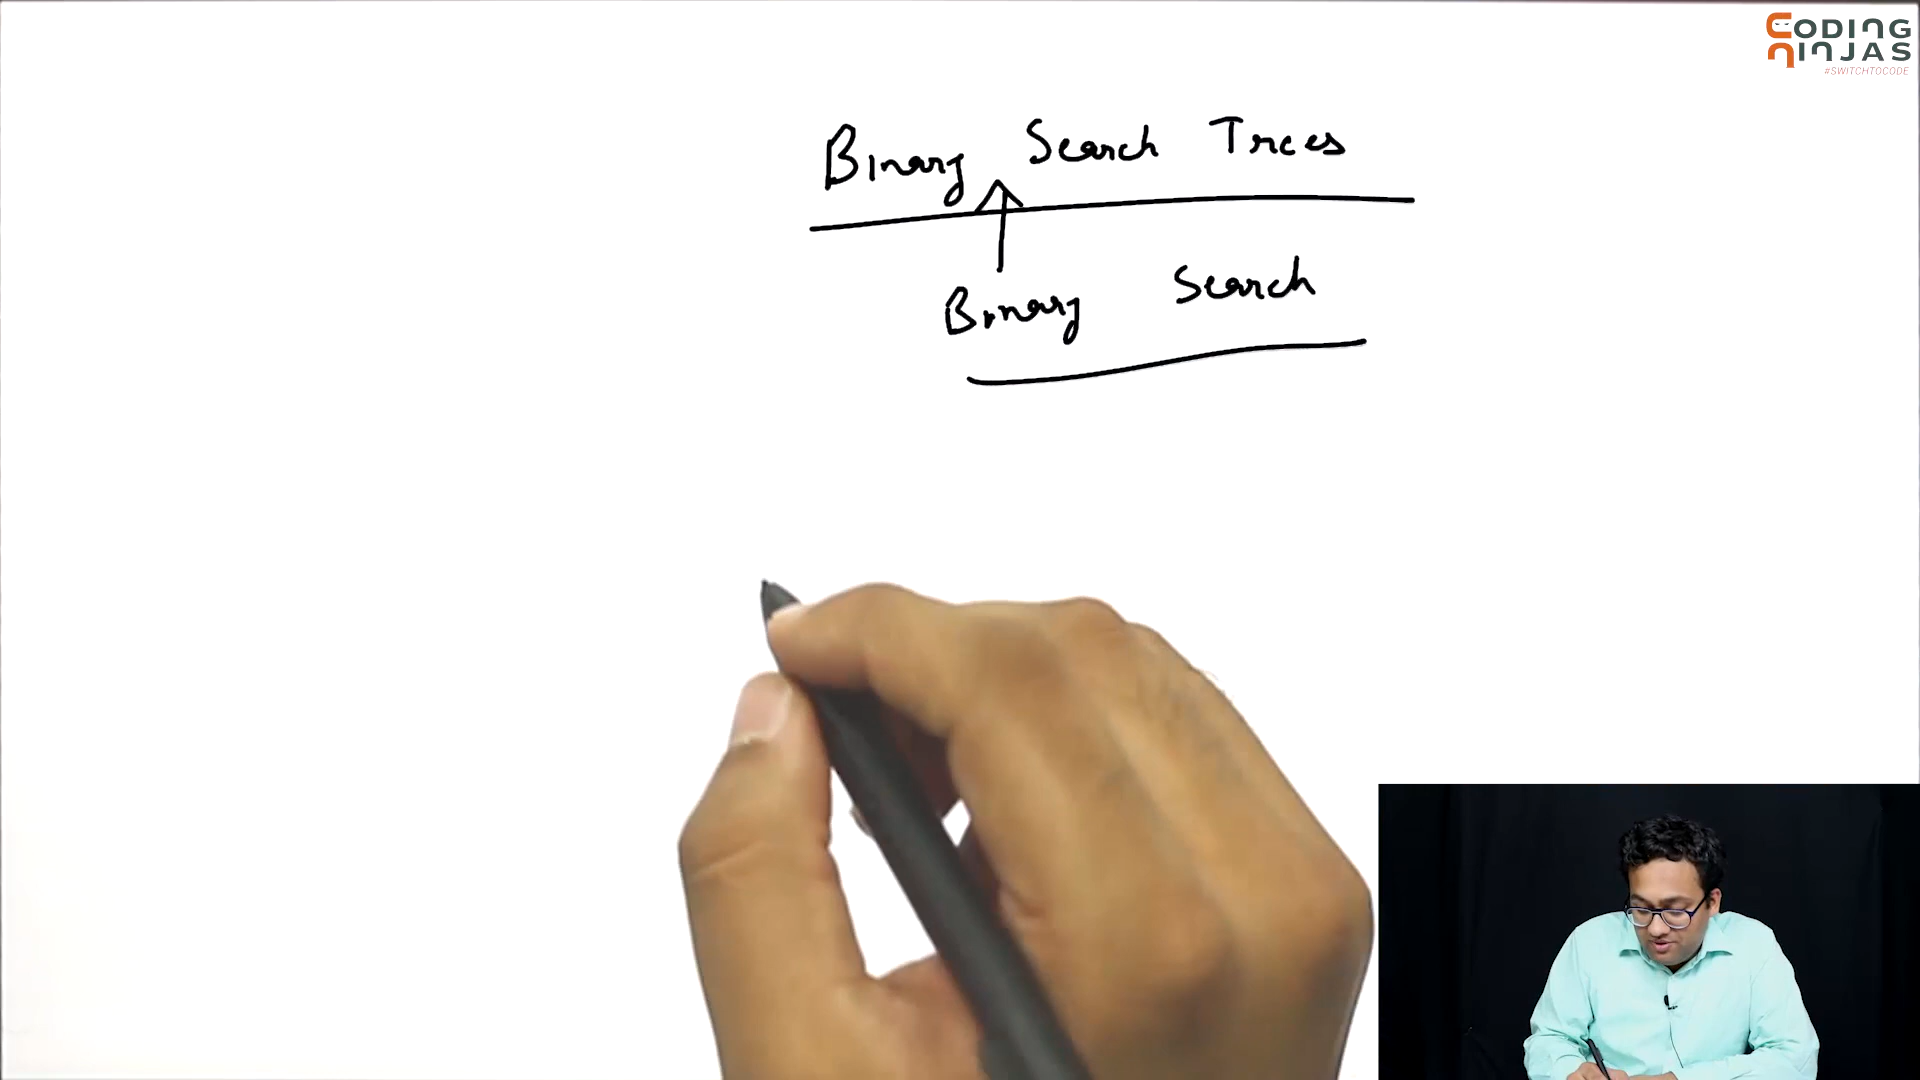 CODING
NINJAS
#SWITCHTOCODE
Binary Search Trees
Binary Search